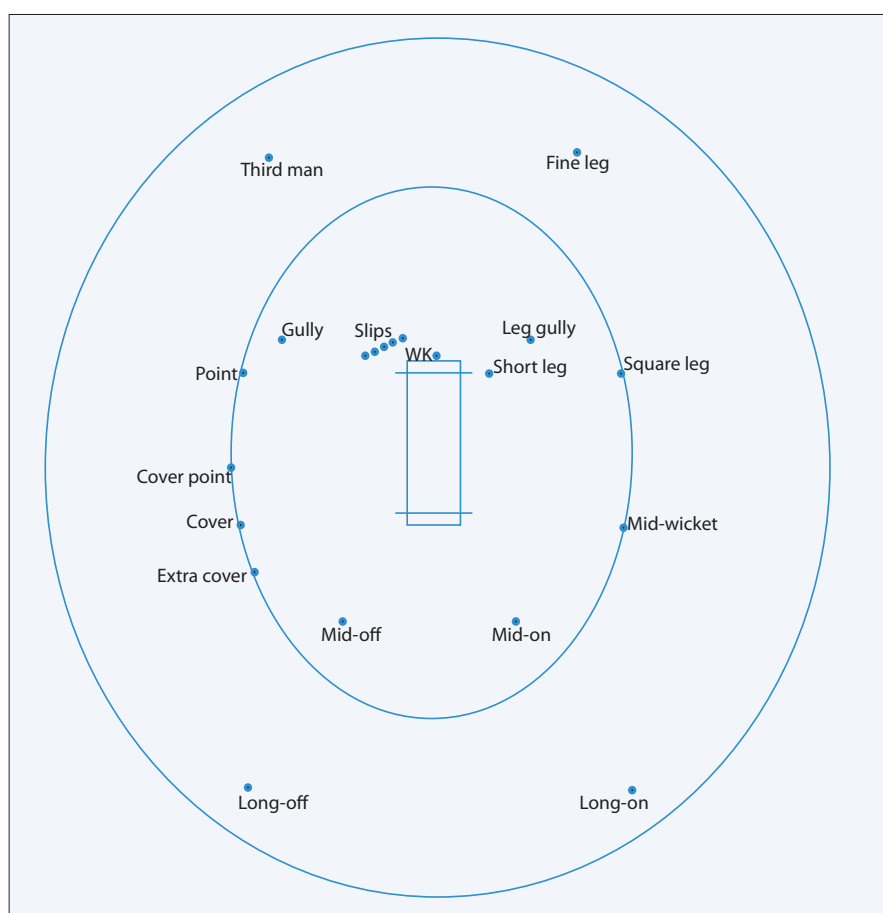 Third man
Fine leg
Gully
Slips
Leg gully
WK
Point
Short leg
Square leg
Cover point
Cover
Mid-wicket
Extra cover
Mid-off
Mid-on
Long-off
Long-on